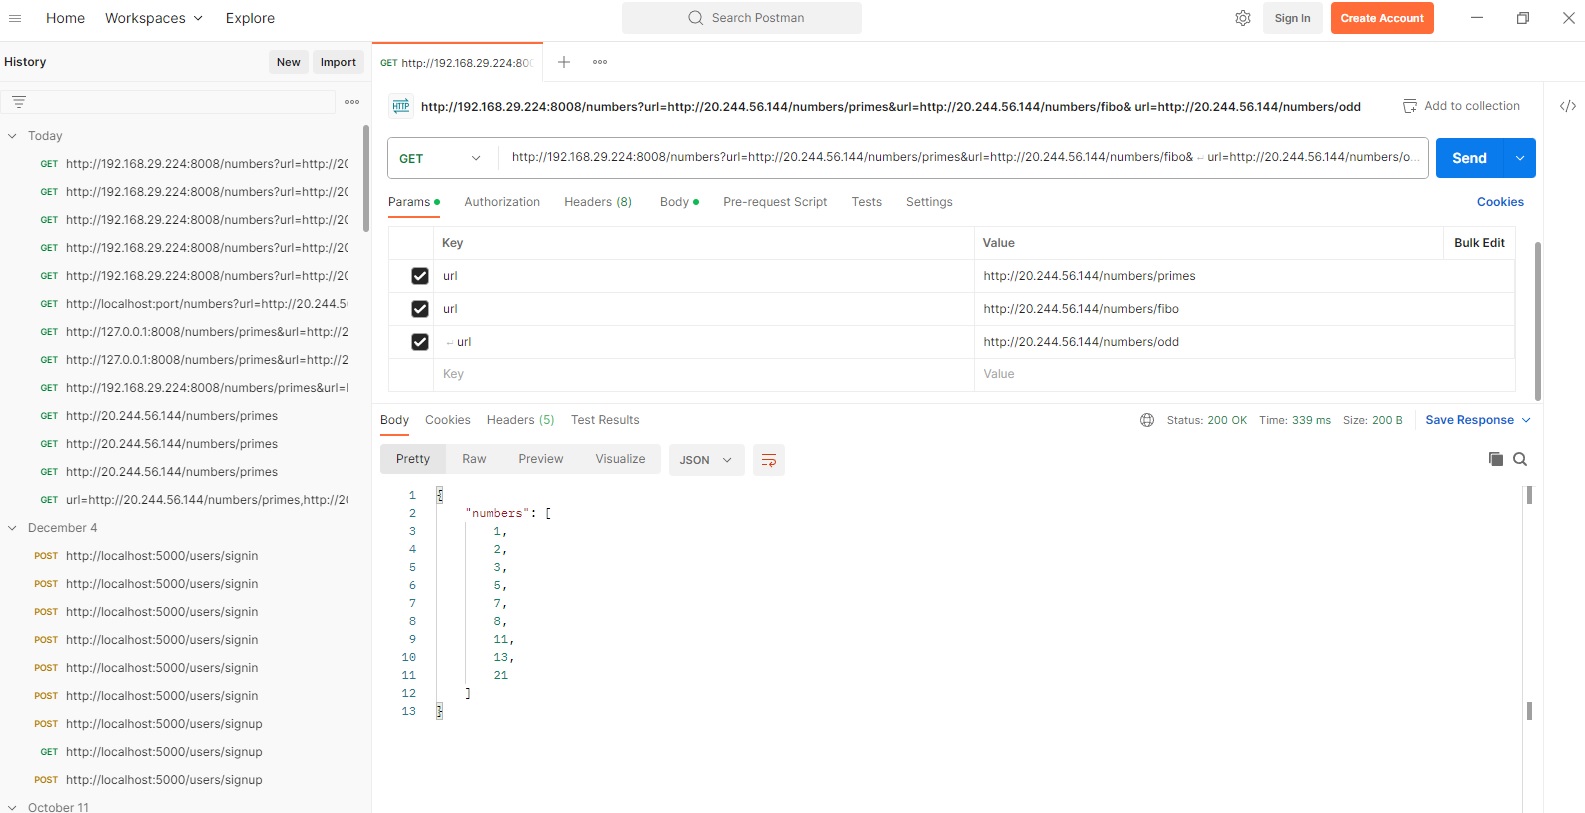 Home Workspaces Explore Search Postman Sign In Create Account
History New Import GET http://192.168.29.224:80
http://192.168.29.224:8008/numbers?url=http://20.244.56.144/numbers/primes&url=http://20.244.56.144/numbers/fibo& url=http://20.244.56.144/numbers/odd Add to collection
GET http://192.168.29.224:8008/numbers?url=http://20.244.56.144/numbers/primes&url=http://20.244.56.144/numbers/fibo& ← url=http://20.244.56.144/numbers/o... Send
Params Authorization Headers (8) Body Pre-request Script Tests Settings Cookies
Key Value Bulk Edit
url http://20.244.56.144/numbers/primes
url http://20.244.56.144/numbers/fibo
← url http://20.244.56.144/numbers/odd
Key Value
Today
GET http://192.168.29.224:8008/numbers?url=http://20
GET http://192.168.29.224:8008/numbers?url=http://20
GET http://192.168.29.224:8008/numbers?url=http://20
GET http://192.168.29.224:8008/numbers?url=http://20
GET http://192.168.29.224:8008/numbers?url=http://20
GET http://localhost:port/numbers?url=http://20.244.5
GET http://127.0.0.1:8008/numbers/primes&url=http://2
GET http://127.0.0.1:8008/numbers/primes&url=http://2
GET http://192.168.29.224:8008/numbers/primes&url=
GET http://20.244.56.144/numbers/primes
GET http://20.244.56.144/numbers/primes
GET http://20.244.56.144/numbers/primes
GET url=http://20.244.56.144/numbers/primes,http://20
December 4
POST http://localhost:5000/users/signin
POST http://localhost:5000/users/signin
POST http://localhost:5000/users/signin
POST http://localhost:5000/users/signin
POST http://localhost:5000/users/signin
POST http://localhost:5000/users/signin
POST http://localhost:5000/users/signup
GET http://localhost:5000/users/signup
POST http://localhost:5000/users/signup
October 11
Body Cookies Headers (5) Test Results Status: 200 OK Time: 339 ms Size: 200 B Save Response
Pretty Raw Preview Visualize JSON
1 {
2 "numbers": [
3 1,
4 2,
5 3,
6 5,
7 7,
8 8,
9 11,
10 13,
11 21
12 ]
13 }